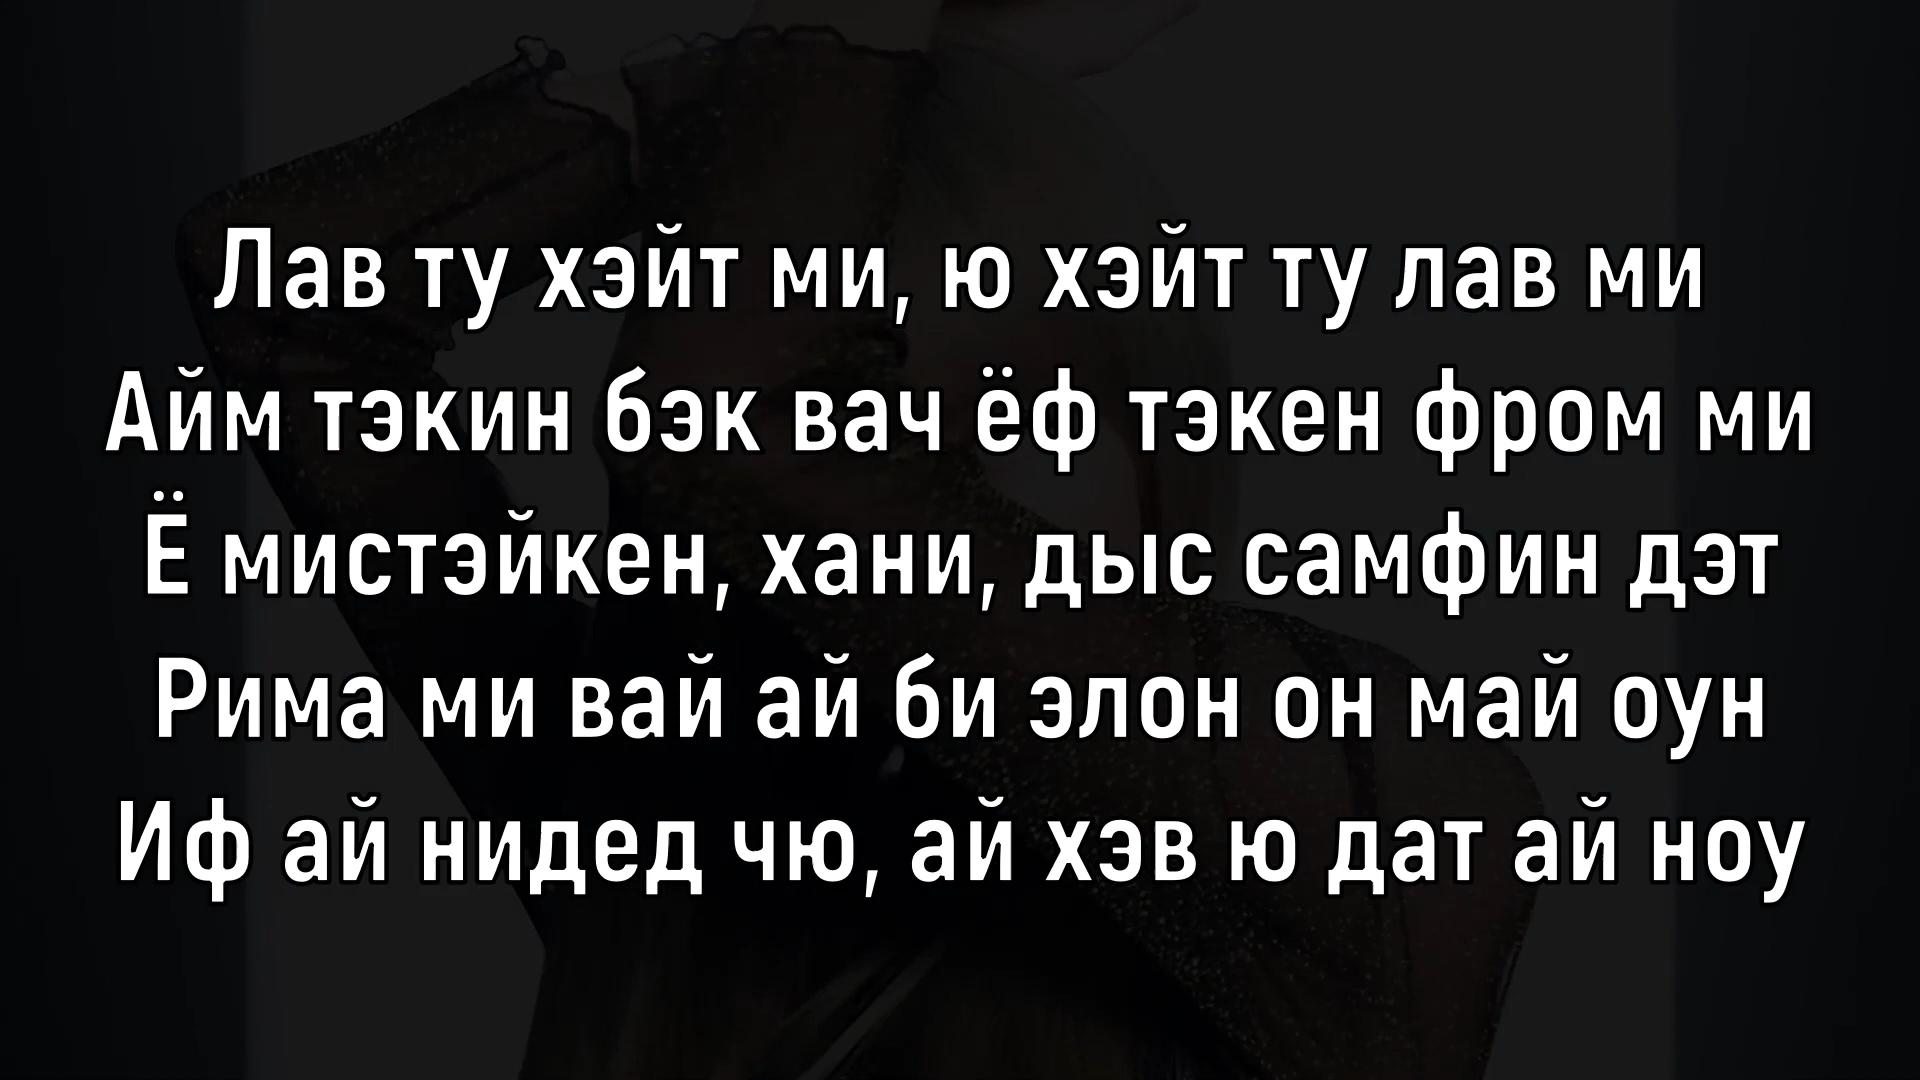 Лав ту хэйт ми, ю хэйт ту лав ми
Айм тэкин бэк вач ёф тэкен фром ми
Ё мистэйкен, хани, дыс самфин дэт
Рима ми вай ай би элон он май оун
Иф ай нидед чю, ай хэв ю дат ай ноу